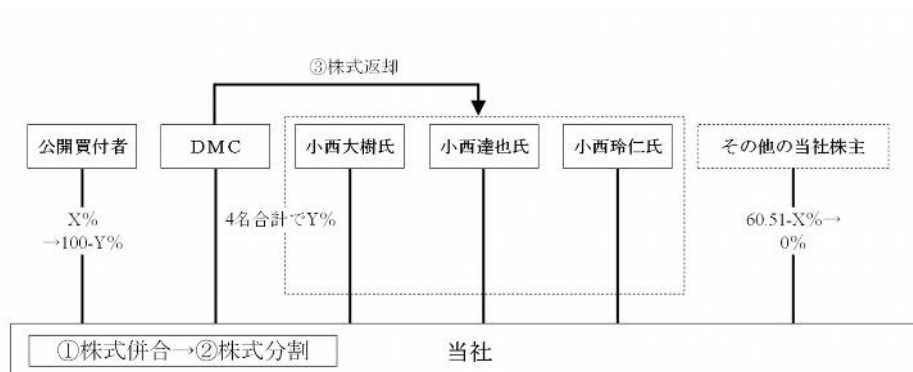 ③株式返却
公開買付者
DMC
小西大樹氏
小西達也氏
小西玲仁氏
その他の当社株主
X%
→100-Y%
4名合計でY%
60.51-X%→
0%
①株式併合→②株式分割
当社